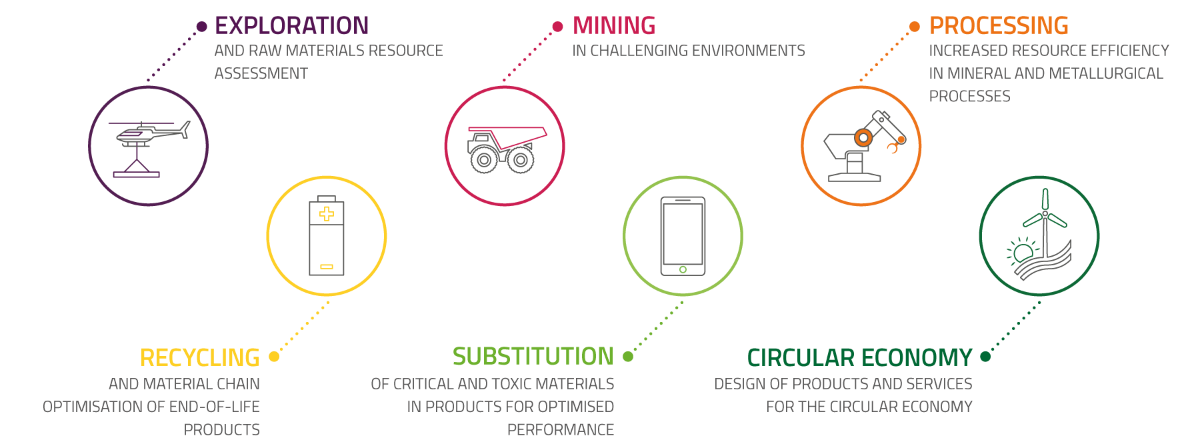 EXPLORATION
AND RAW MATERIALS RESOURCE
ASSESSMENT
MINING
IN CHALLENGING ENVIRONMENTS
PROCESSING
INCREASED RESOURCE EFFICIENCY
IN MINERAL AND METALLURGICAL
PROCESSES
RECYCLING
AND MATERIAL CHAIN
OPTIMISATION OF END-OF-LIFE
PRODUCTS
SUBSTITUTION
OF CRITICAL AND TOXIC MATERIALS
IN PRODUCTS FOR OPTIMISED
PERFORMANCE
CIRCULAR ECONOMY
DESIGN OF PRODUCTS AND SERVICES
FOR THE CIRCULAR ECONOMY